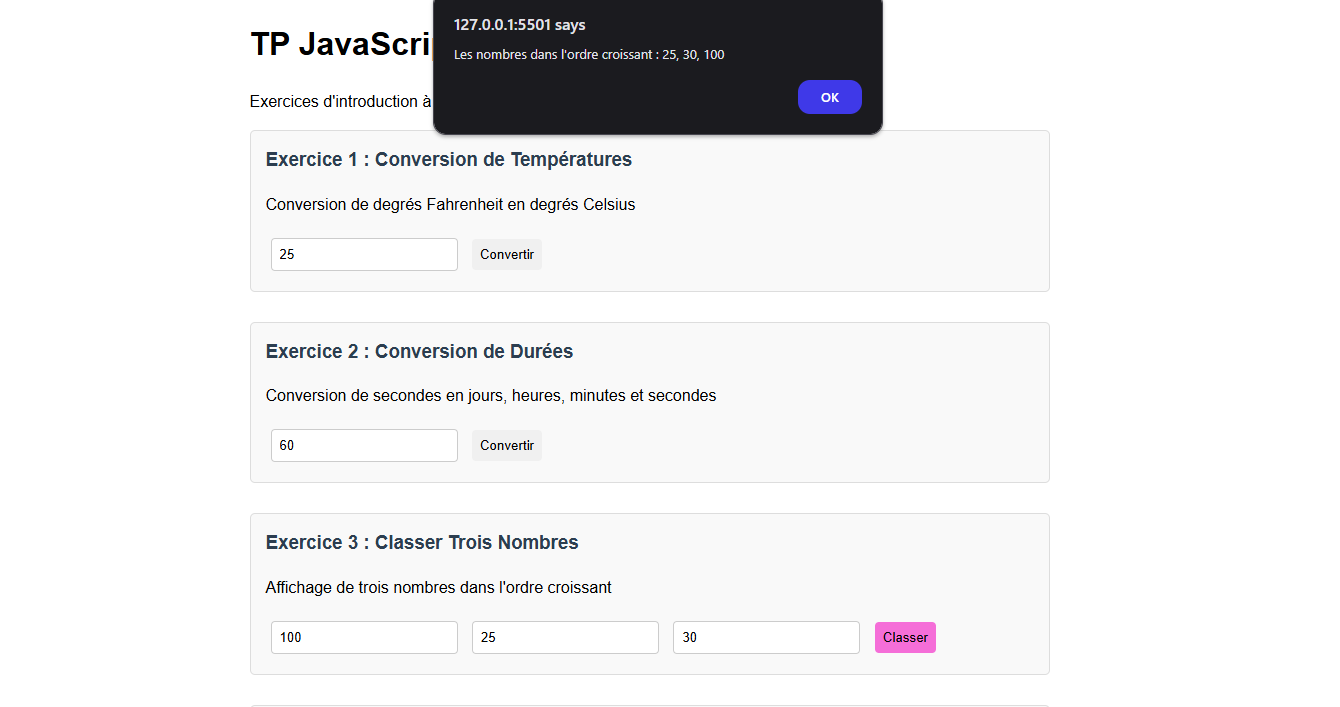 127.0.0.1:5501 says
Les nombres dans l'ordre croissant : 25, 30, 100
OK
TP
Exercices d'introduction à
Exercice 1 : Conversion de Températures
Conversion de degrés Fahrenheit en degrés Celsius
25 Convertir
Exercice 2 : Conversion de Durées
Conversion de secondes en jours, heures, minutes et secondes
60 Convertir
Exercice 3 : Classer Trois Nombres
Affichage de trois nombres dans l'ordre croissant
100 25 30 Classer